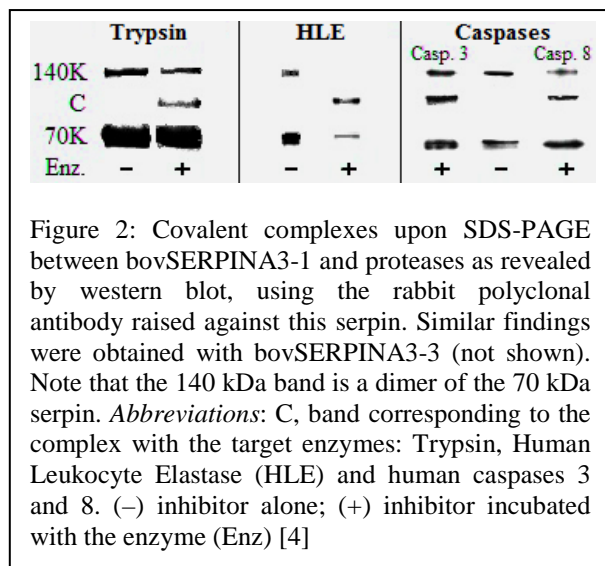 Trypsin HLE Caspases
Casp. 3 Casp. 8
140K
C
70K
Enz. – + – + + – +
Figure 2: Covalent complexes upon SDS-PAGE
between bovSERPINA3-1 and proteases as revealed
by western blot, using the rabbit polyclonal
antibody raised against this serpin. Similar findings
were obtained with bovSERPINA3-3 (not shown).
Note that the 140 kDa band is a dimer of the 70 kDa
serpin. Abbreviations: C, band corresponding to the
complex with the target enzymes: Trypsin, Human
Leukocyte Elastase (HLE) and human caspases 3
and 8. (–) inhibitor alone; (+) inhibitor incubated
with the enzyme (Enz) [4]